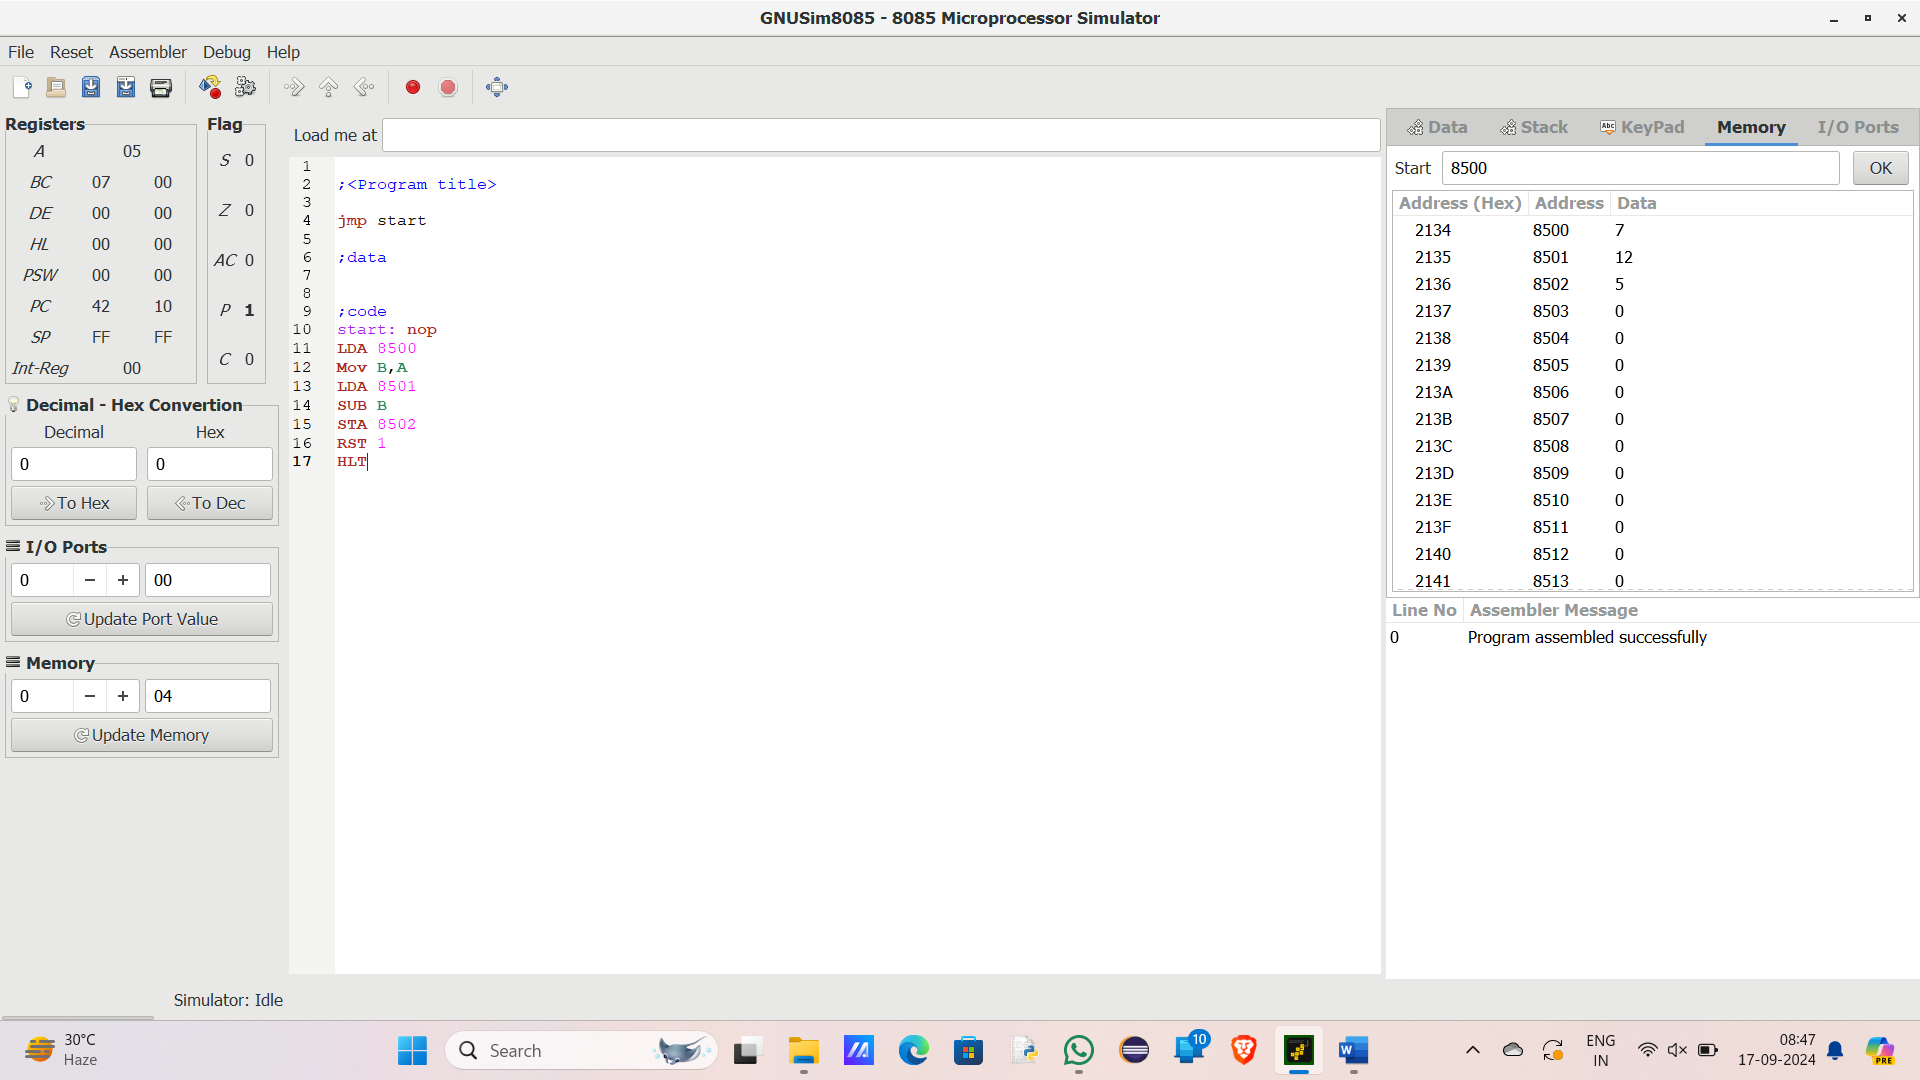 GNUSim8085 - 8085 Microprocessor Simulator
File Reset Assembler Debug Help
Registers
A 05
BC 07 00
DE 00 00
HL 00 00
PSW 00 00
PC 42 10
SP FF FF
Int-Reg 00
Flag
S 0
Z 0
AC 0
P 1
C 0
Decimal - Hex Convertion
Decimal Hex
0 0
To Hex To Dec
I/O Ports
0 − + 00
Update Port Value
Memory
0 − + 04
Update Memory
Load me at
1
2 ;<Program title>
3
4 jmp start
5
6 ;data
7
8
9 ;code
10 start: nop
11 LDA 8500
12 Mov B,A
13 LDA 8501
14 SUB B
15 STA 8502
16 RST 1
17 HLT
Data Stack Abc KeyPad Memory I/O Ports
Start 8500 OK
Address (Hex) Address Data
2134 8500 7
2135 8501 12
2136 8502 5
2137 8503 0
2138 8504 0
2139 8505 0
213A 8506 0
213B 8507 0
213C 8508 0
213D 8509 0
213E 8510 0
213F 8511 0
2140 8512 0
2141 8513 0
Line No Assembler Message
0 Program assembled successfully
Simulator: Idle
30°C
Haze
Search
10
W
ENG
IN
08:47
17-09-2024
PRE